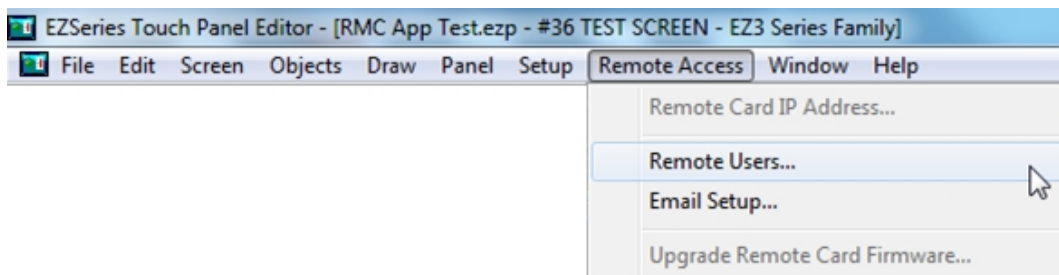 EZSeries Touch Panel Editor - [RMC App Test.ezp - #36 TEST SCREEN - EZ3 Series Family]
File Edit Screen Objects Draw Panel Setup Remote Access Window Help
Remote Card IP Address...
Remote Users...
Email Setup...
Upgrade Remote Card Firmware...